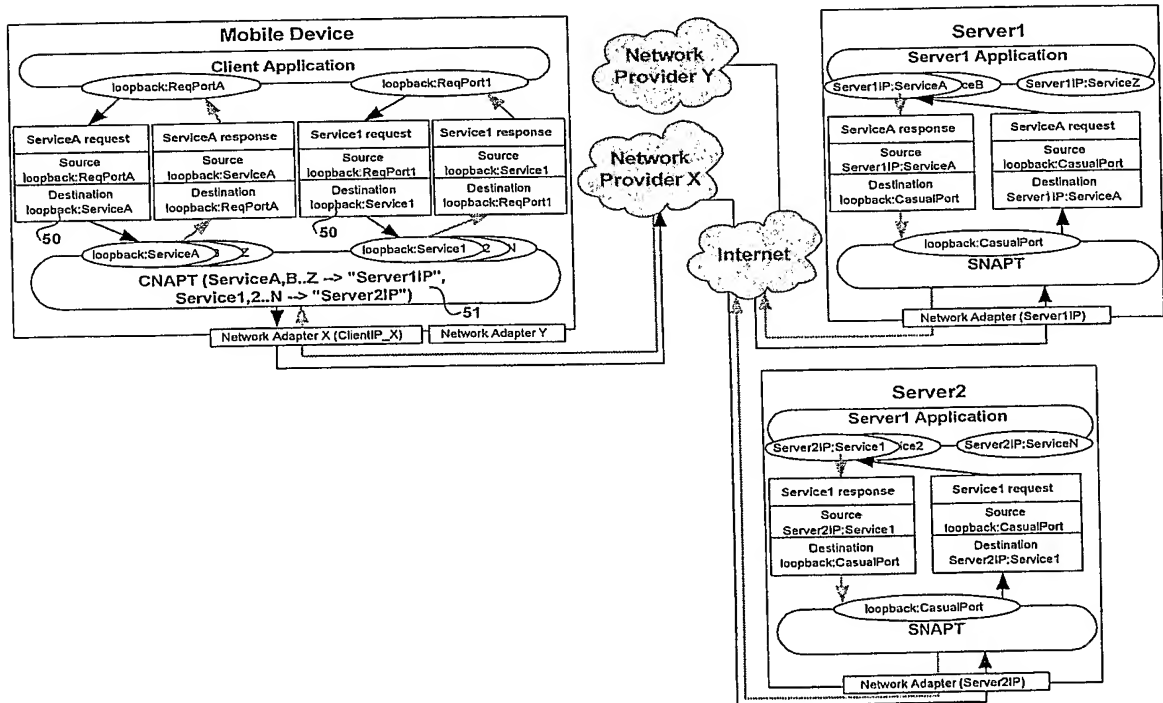 Mobile Device
Client Application
loopback:ReqPortA
loopback:ReqPort1
ServiceA request
Source
loopback:ReqPortA
Destination
loopback:ServiceA
ServiceA response
Source
loopback:ServiceA
Destination
loopback:ReqPortA
Service1 request
Source
loopback:ReqPort1
Destination
loopback:Service1
Service1 response
Source
loopback:Service1
Destination
loopback:ReqPort1
50
50
loopback:ServiceA
Z
loopback:Service1
2
N
CNAPT (ServiceA,B..Z --> "Server1IP",
Service1,2..N --> "Server2IP")
51
Network Adapter X (ClientIP_X)
Network Adapter Y
Network
Provider Y
Network
Provider X
Internet
Server1
Server1 Application
Server1IP;ServiceA
ceB
Server1IP;ServiceZ
ServiceA response
Source
Server1IP;ServiceA
Destination
loopback:CasualPort
ServiceA request
Source
loopback:CasualPort
Destination
Server1IP;ServiceA
loopback:CasualPort
SNAPT
Network Adapter (Server1IP)
Server2
Server1 Application
Server2IP;Service1
ice2
Server2IP;ServiceN
Service1 response
Source
Server2IP;Service1
Destination
loopback:CasualPort
Service1 request
Source
loopback:CasualPort
Destination
Server2IP;Service1
loopback:CasualPort
SNAPT
Network Adapter (Server2IP)